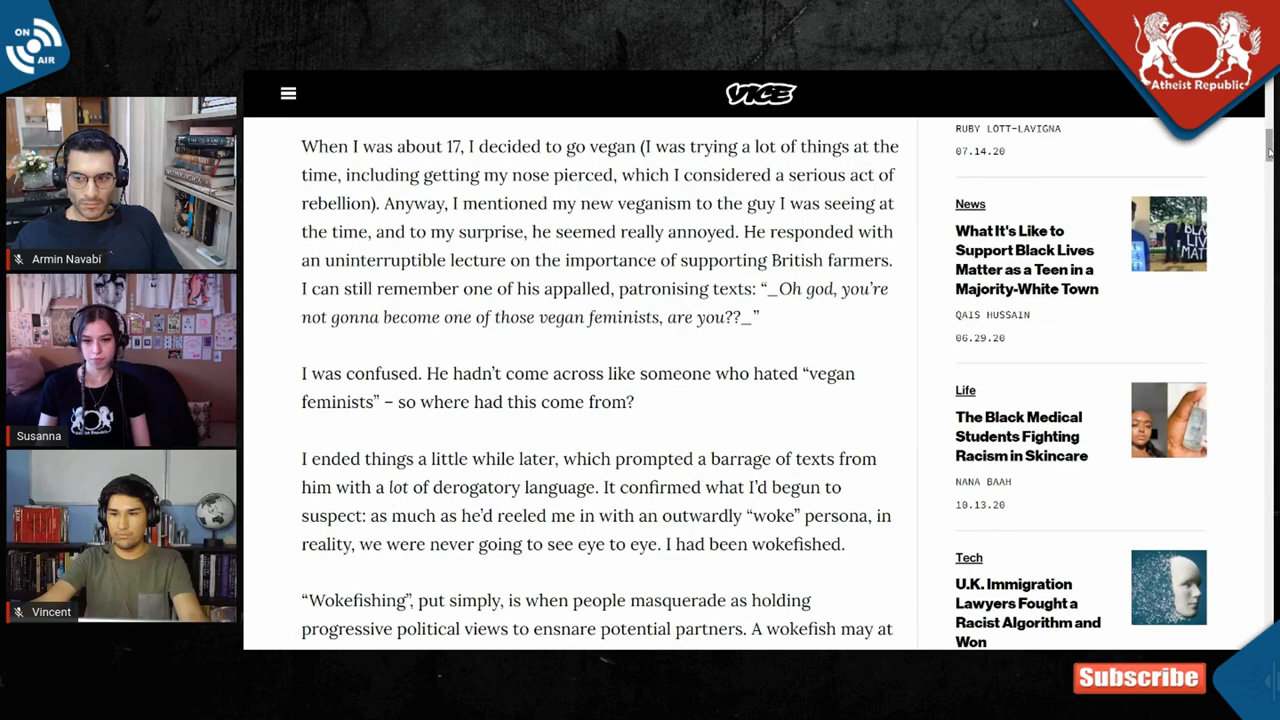 ON
AIR
Armin Navabi
Susanna
Vincent
VICE
When I was about 17, I decided to go vegan (I was trying a lot of things at the
time, including getting my nose pierced, which I considered a serious act of
rebellion). Anyway, I mentioned my new veganism to the guy I was seeing at
the time, and to my surprise, he seemed really annoyed. He responded with
an uninterruptible lecture on the importance of supporting British farmers.
I can still remember one of his appalled, patronising texts: “_Oh god, you’re
not gonna become one of those vegan feminists, are you??_”
I was confused. He hadn’t come across like someone who hated “vegan
feminists” – so where had this come from?
I ended things a little while later, which prompted a barrage of texts from
him with a lot of derogatory language. It confirmed what I’d begun to
suspect: as much as he’d reeled me in with an outwardly “woke” persona, in
reality, we were never going to see eye to eye. I had been wokefished.
“Wokefishing”, put simply, is when people masquerade as holding
progressive political views to ensnare potential partners. A wokefish may at
RUBY LOTT-LAVIGNA
07.14.20
News
What It's Like to
Support Black Lives
Matter as a Teen in a
Majority-White Town
QAIS HUSSAIN
06.29.20
Life
The Black Medical
Students Fighting
Racism in Skincare
NANA BAAH
10.13.20
Tech
U.K. Immigration
Lawyers Fought a
Racist Algorithm and
Won
Atheist Republic
Subscribe